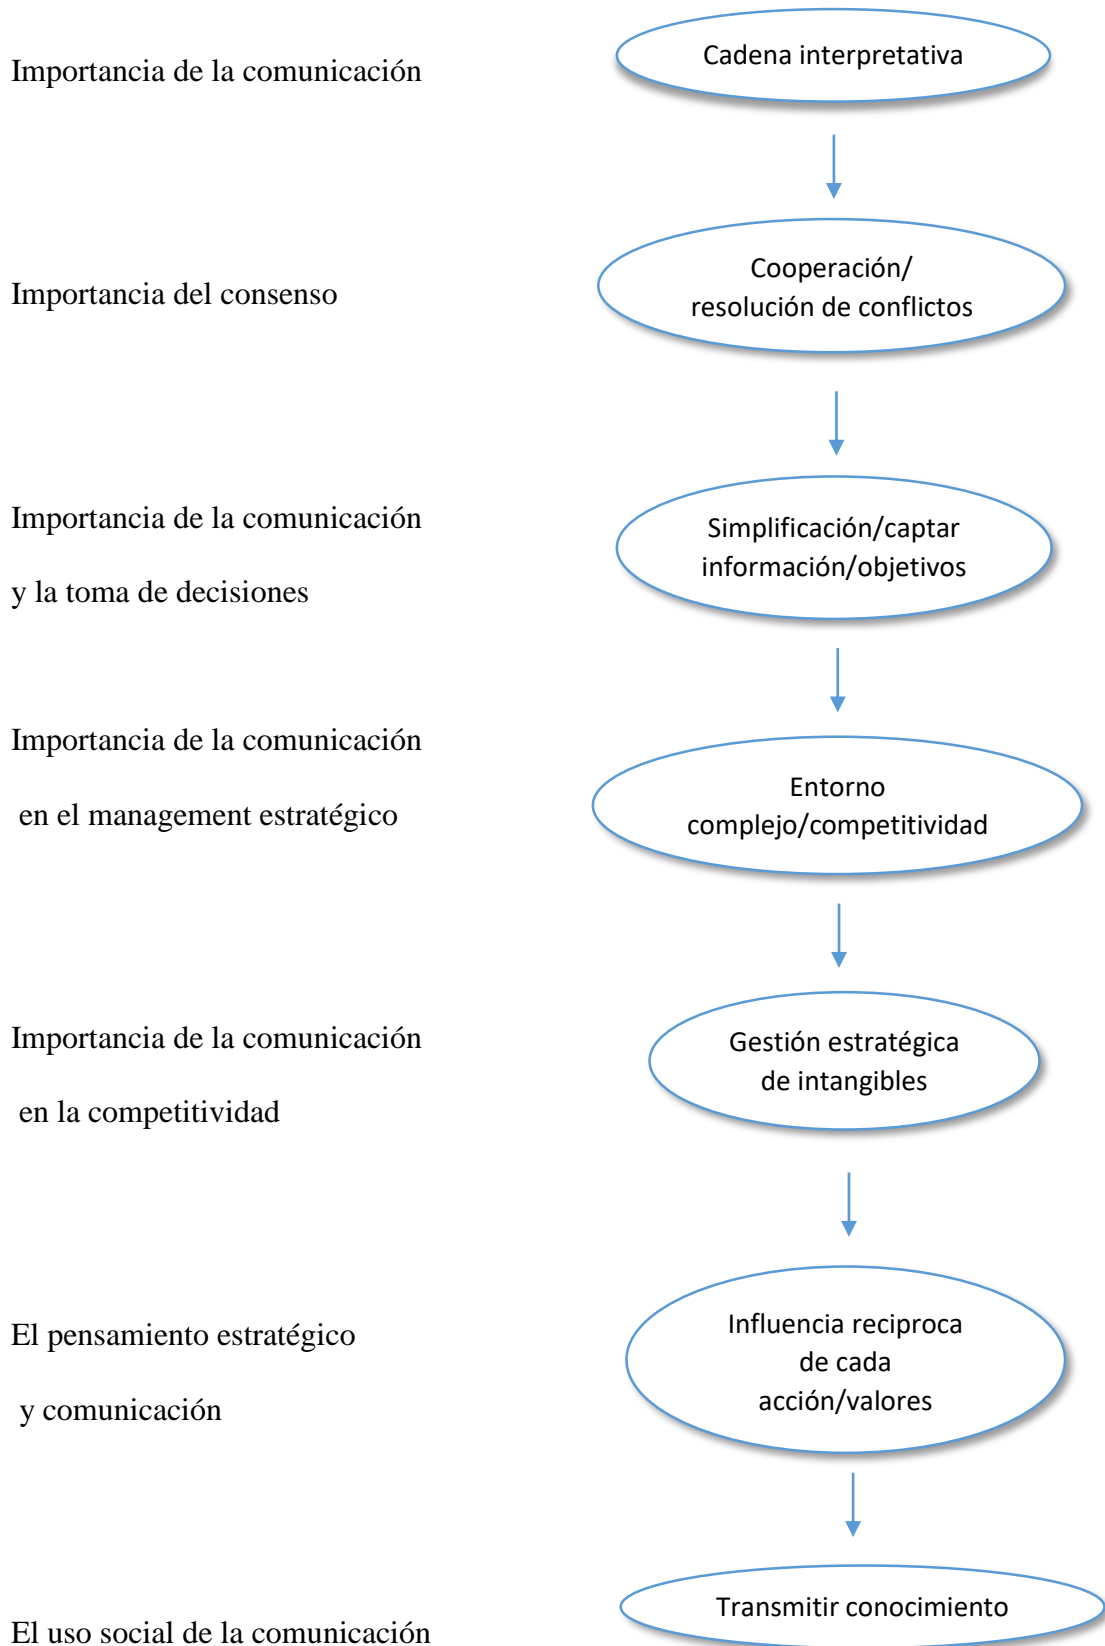 Importancia de la comunicación
Cadena interpretativa
Importancia del consenso
Cooperación/
resolución de conflictos
Importancia de la comunicación
y la toma de decisiones
Simplificación/captar
información/objetivos
Importancia de la comunicación
en el management estratégico
Entorno
complejo/competitividad
Importancia de la comunicación
en la competitividad
Gestión estratégica
de intangibles
El pensamiento estratégico
y comunicación
Influencia reciproca
de cada
acción/valores
El uso social de la comunicación
Transmitir conocimiento